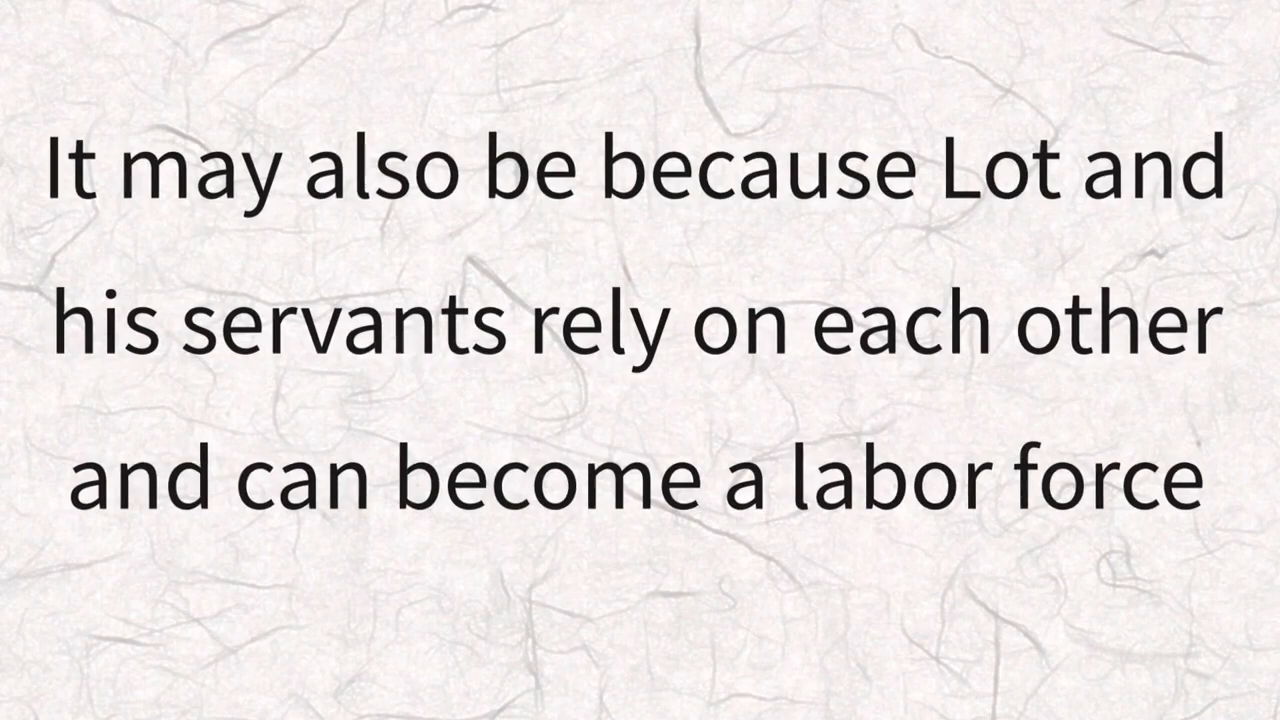 It may also be because Lot and
his servants rely on each other
and can become a labor force